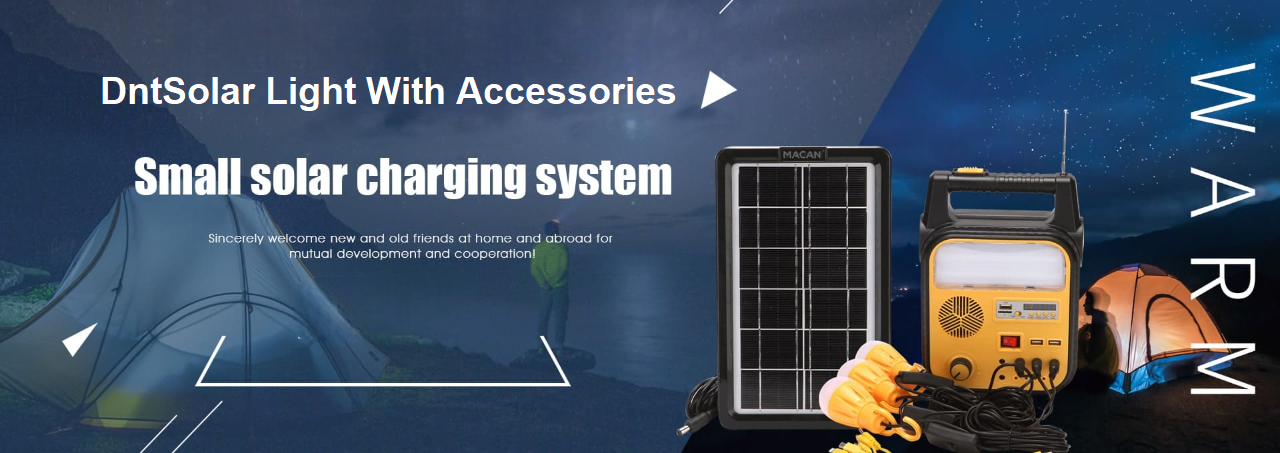 DntSolar Light With Accessories
Small solar charging system
Sincerely welcome new and old friends at home and abroad for
mutual development and cooperation!
MACAN
WARM